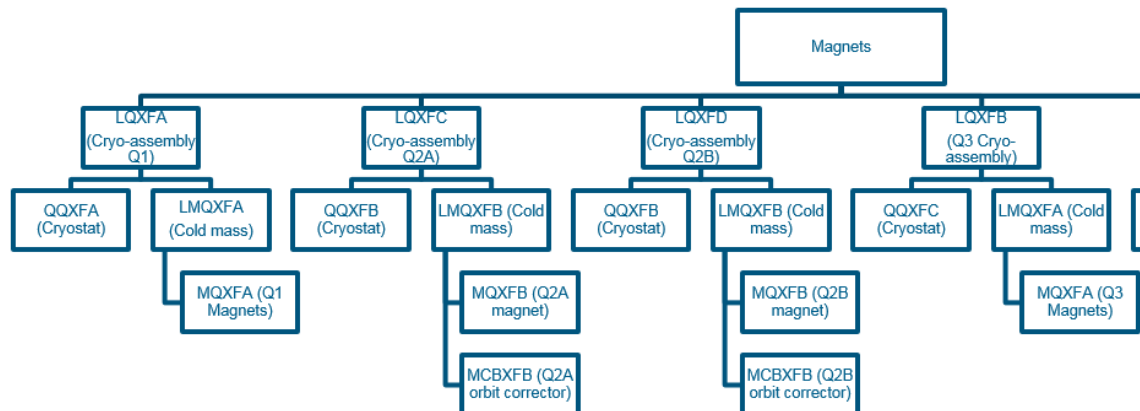 Magnets
LQXFA
(Cryo-assembly
Q1)
LQXFC
(Cryo-assembly
Q2A)
LQXFD
(Cryo-assembly
Q2B)
LQXFB
(Q3 Cryo-
assembly)
QQXFA
(Cryostat)
LMQXFA
(Cold mass)
QQXFB
(Cryostat)
LMQXFB (Cold
mass)
QQXFB
(Cryostat)
LMQXFB (Cold
mass)
QQXFC
(Cryostat)
LMQXFA (Cold
mass)
MQXFA (Q1
Magnets)
MQXFB (Q2A
magnet)
MQXFB (Q2B
magnet)
MQXFA (Q3
Magnets)
MCBXFB (Q2A
orbit corrector)
MCBXFB (Q2B
orbit corrector)